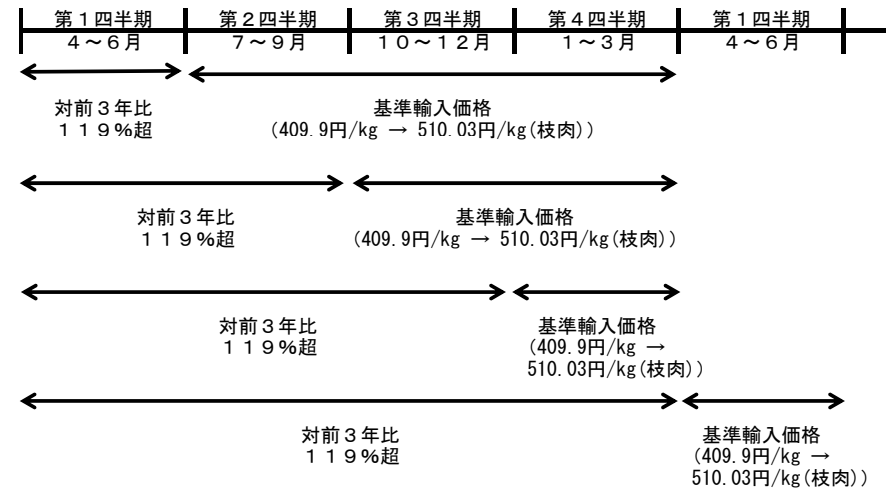 第１四半期 第２四半期 第３四半期 第４四半期 第１四半期
４～６月 ７～９月 １０～１２月 １～３月 ４～６月
対前３年比
１１９％超
基準輸入価格
（409.9円/kg → 510.03円/kg(枝肉)）
対前３年比
１１９％超
基準輸入価格
（409.9円/kg → 510.03円/kg(枝肉)）
対前３年比
１１９％超
基準輸入価格
（409.9円/kg →
510.03円/kg(枝肉)）
対前３年比
１１９％超
基準輸入価格
（409.9円/kg →
510.03円/kg(枝肉)）